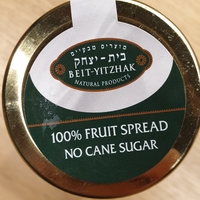 מוצרים טבעיים
בית-יצחק
BEIT-YITZHAK
NATURAL PRODUCTS
100% FRUIT SPREAD
NO CANE SUGAR